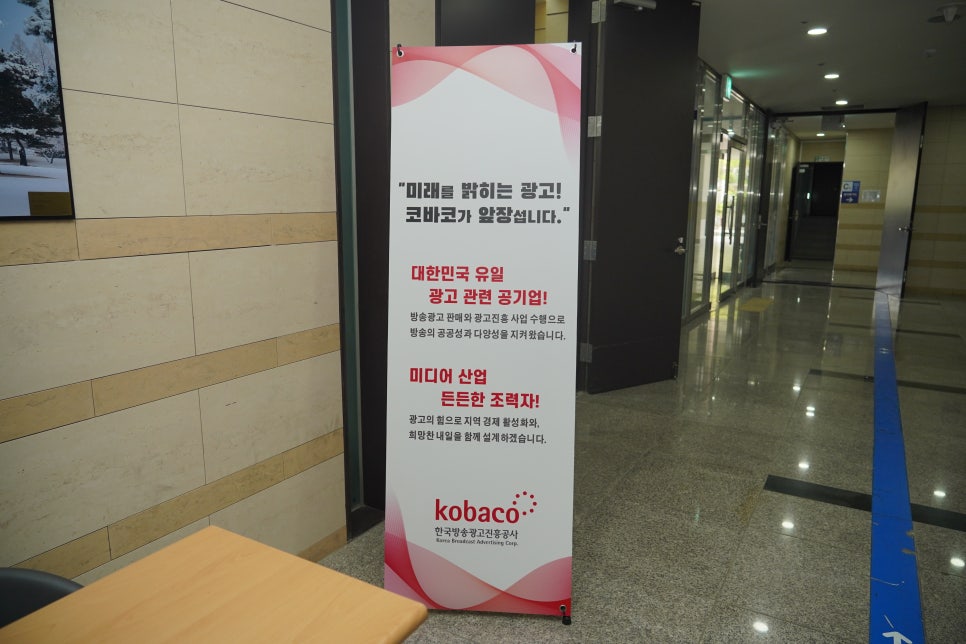 "미래를 밝히는 광고!
코바코가 앞장섭니다."
대한민국 유일
광고 관련 공기업!
방송광고 판매와 광고진흥 사업 수행으로
방송의 공공성과 다양성을 지켜왔습니다.
미디어 산업
든든한 조력자!
광고의 힘으로 지역 경제 활성화와,
희망찬 내일을 함께 설계하겠습니다.
kobaco
한국방송광고진흥공사
Korea Broadcast Advertising Corp.